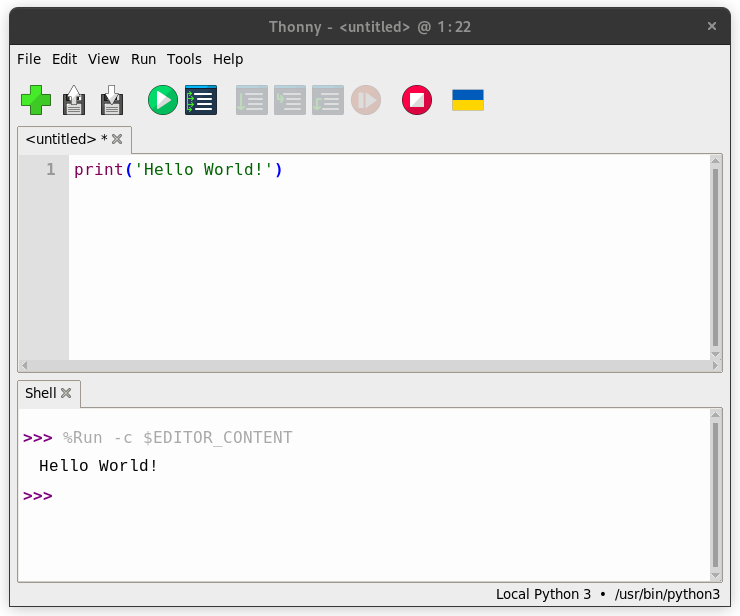 Thonny - <untitled> @ 1:22
File Edit View Run Tools Help
<untitled> *
1 print('Hello World!')
Shell
>>> %Run -c $EDITOR_CONTENT
Hello World!
>>>
Local Python 3 • /usr/bin/python3